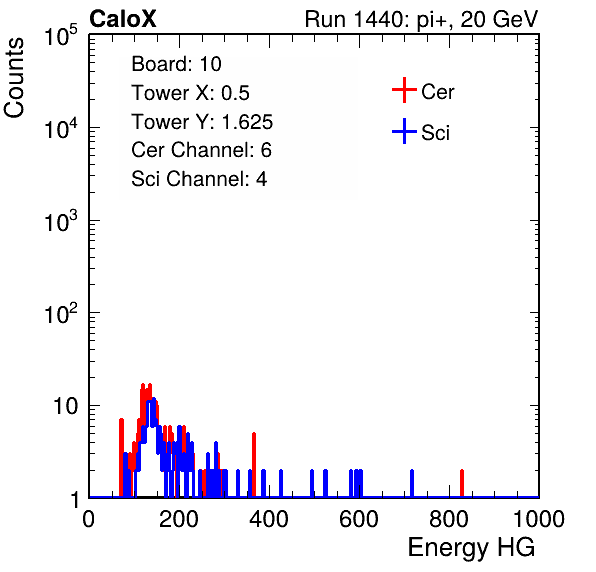 CaloX Run 1440: pi+, 20 GeV
Counts
Board: 10
Tower X: 0.5
Tower Y: 1.625
Cer Channel: 6
Sci Channel: 4
Cer
Sci
10^5
10^4
10^3
10^2
10
1
0 200 400 600 800 1000
Energy HG